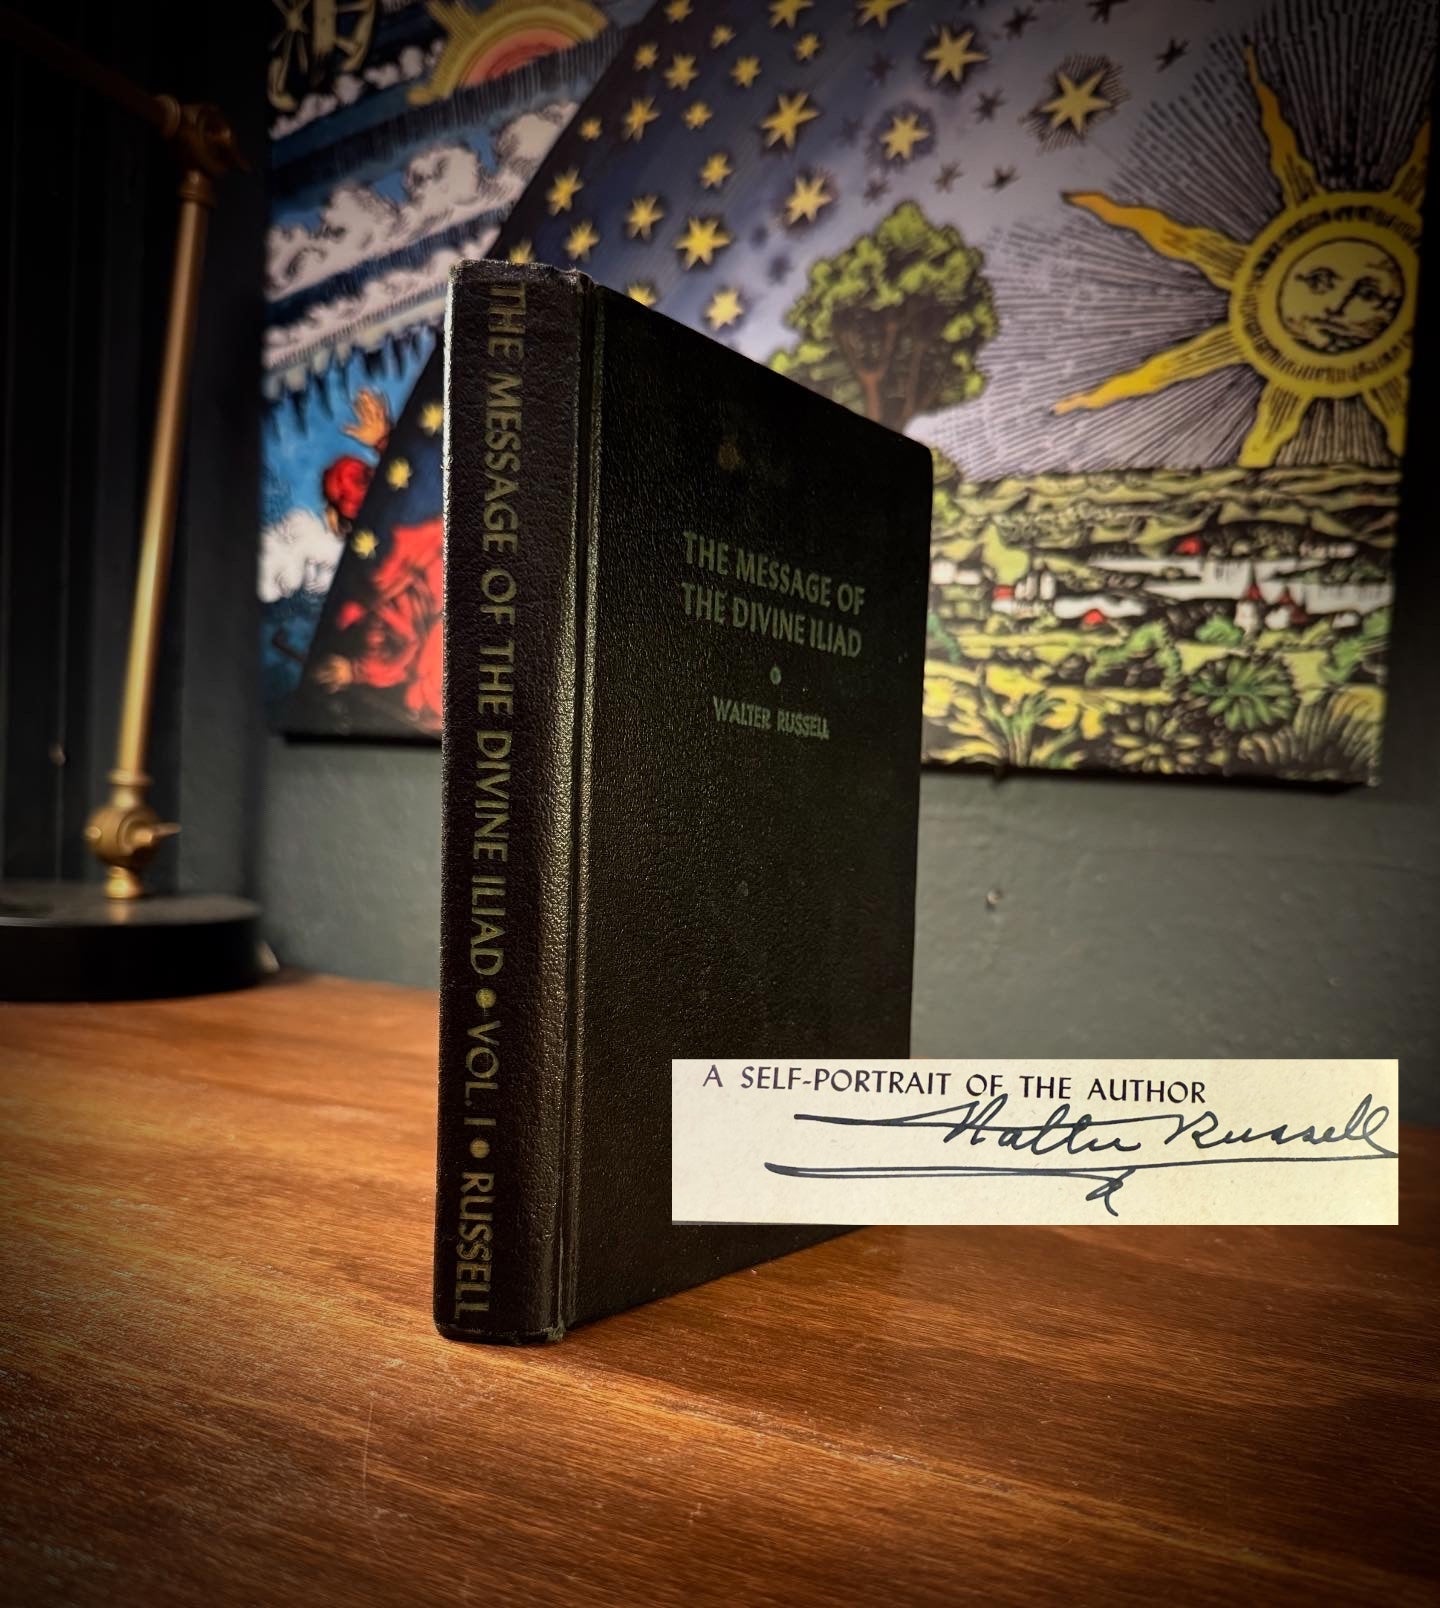 THE MESSAGE OF THE DIVINE ILIAD • VOL. I • RUSSELL
THE MESSAGE OF
THE DIVINE ILIAD
•
WALTER RUSSELL
A SELF-PORTRAIT OF THE AUTHOR
Walter Russell